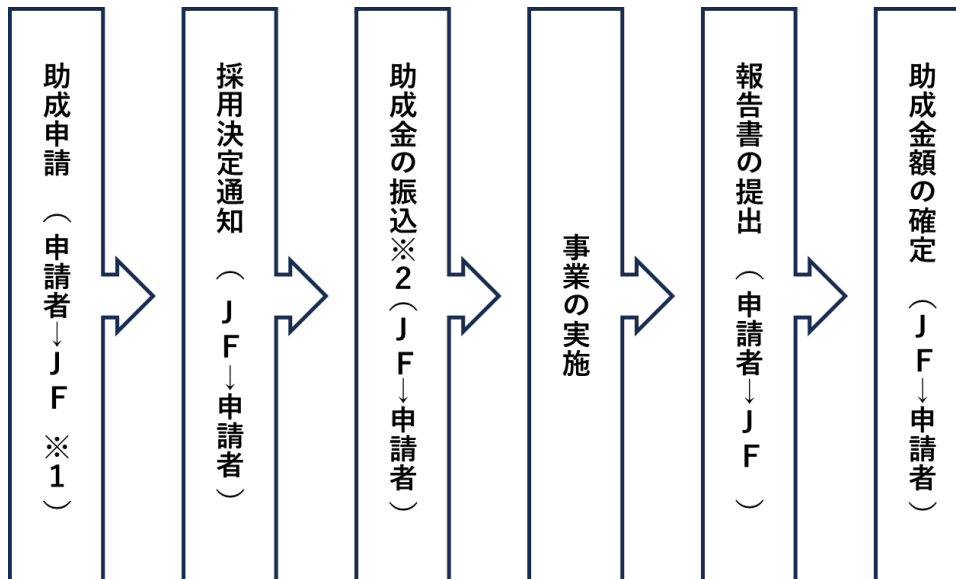 助成申請 （申請者→JF ※1）
採用決定通知 （JF→申請者）
助成金の振込※2（JF→申請者）
事業の実施
報告書の提出 （申請者→JF ）
助成金額の確定 （JF→申請者）